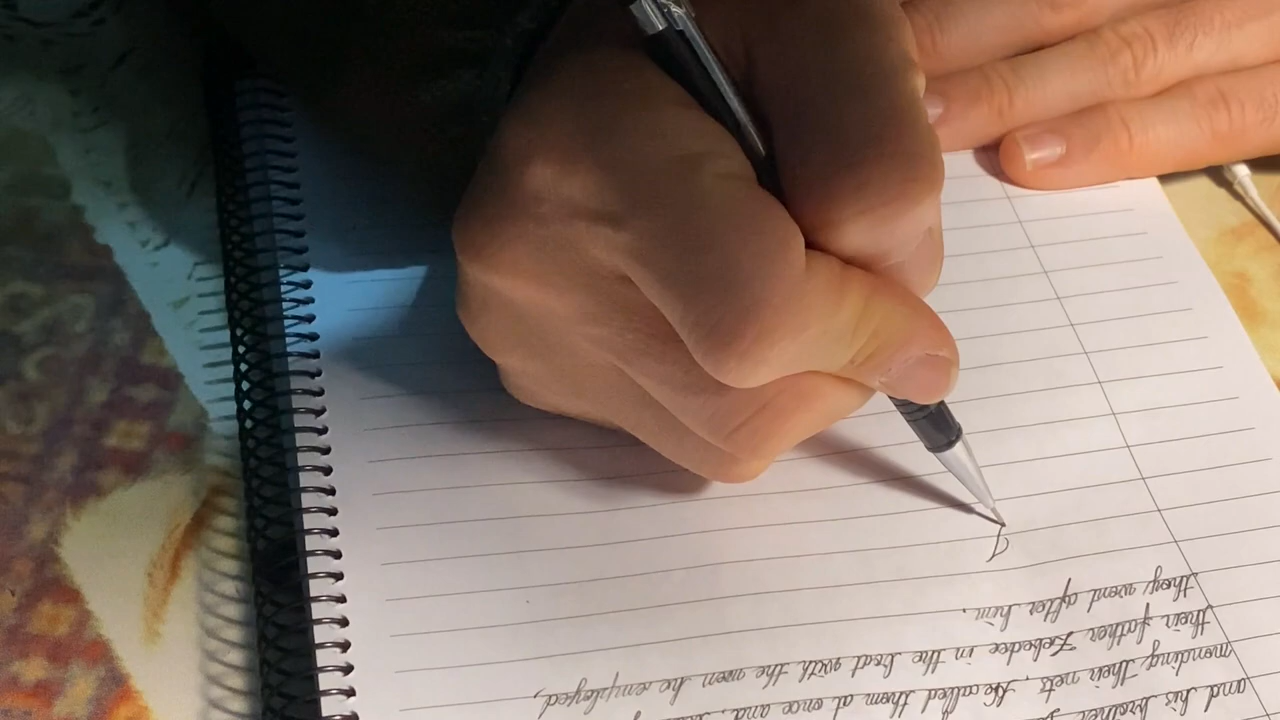 and his brother
mending their nets. He called them at once and,
their father Zebedee in the boat with the men he employed,
they went after him.